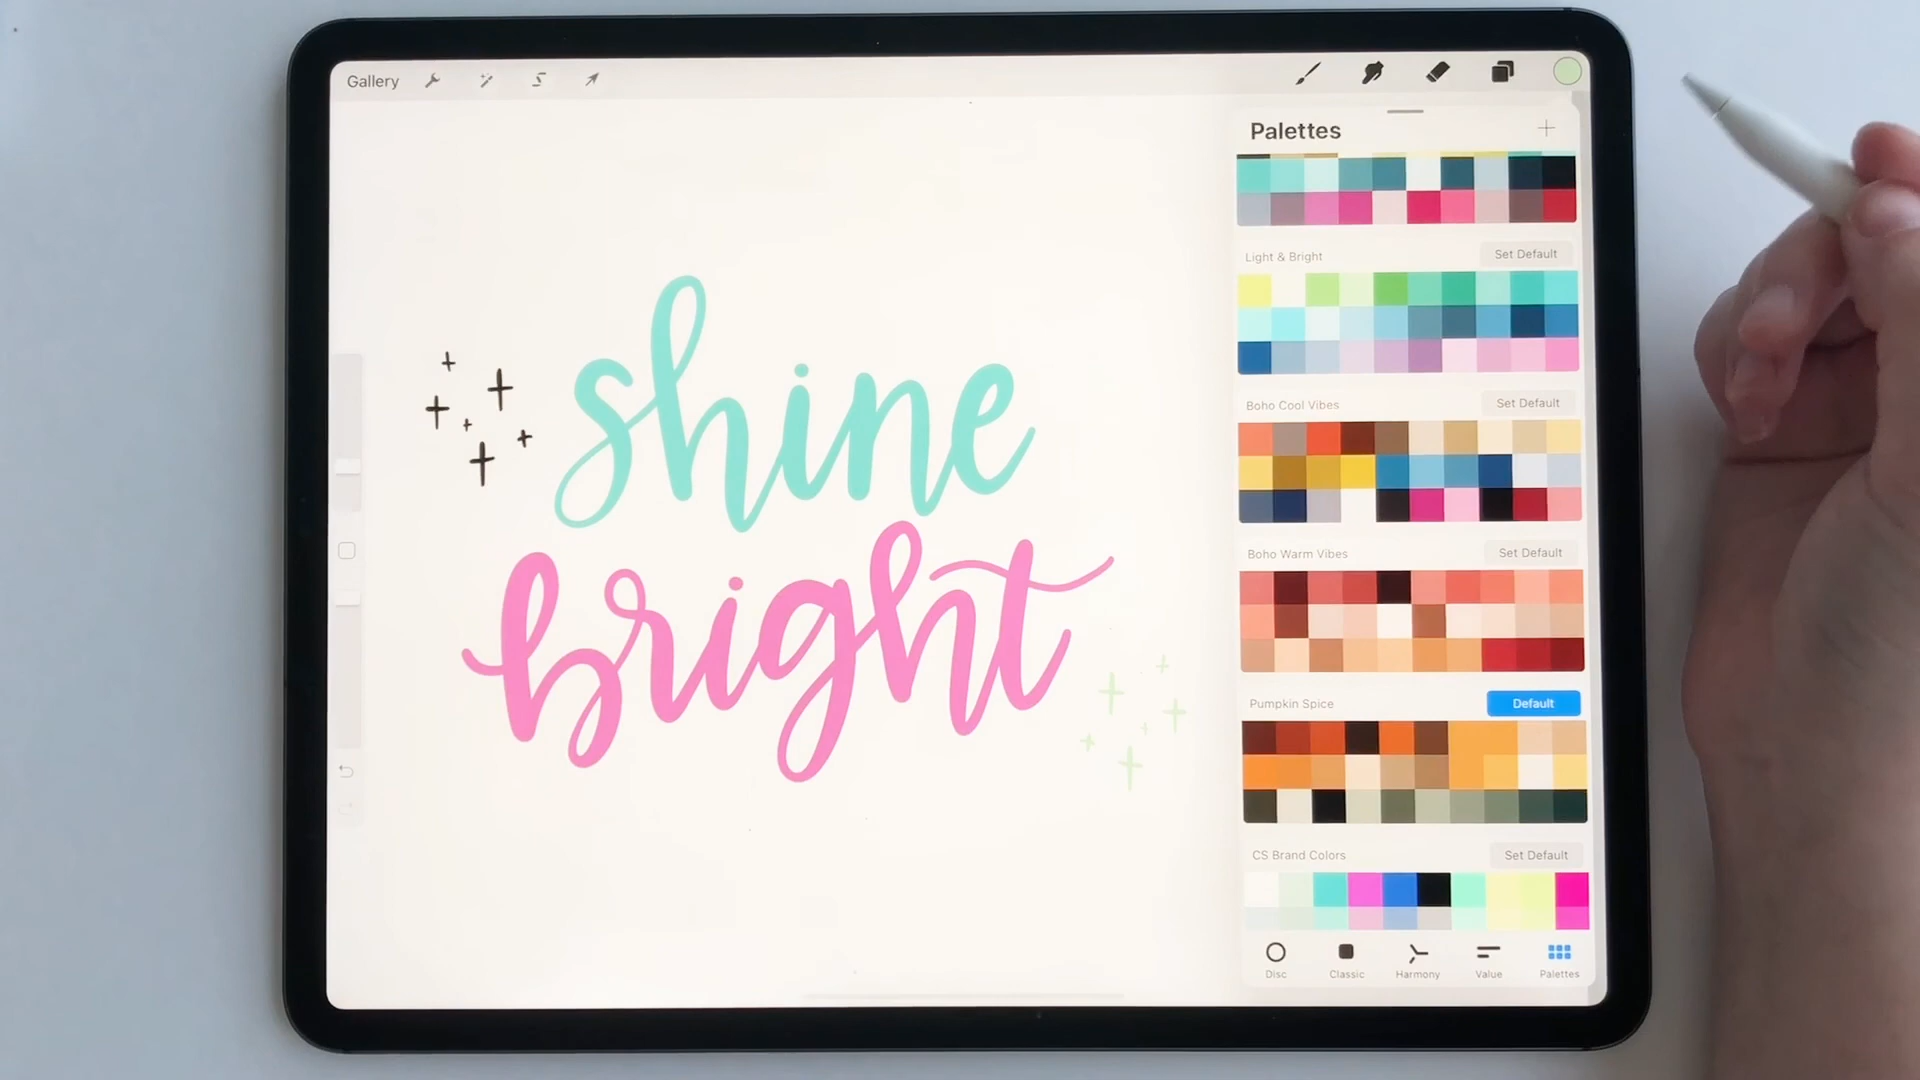 Gallery
Palettes
Light & Bright
Set Default
Boho Cool Vibes
Set Default
Boho Warm Vibes
Set Default
Pumpkin Spice
Default
CS Brand Colors
Set Default
Disc
Classic
Harmony
Value
Palettes
shine
bright